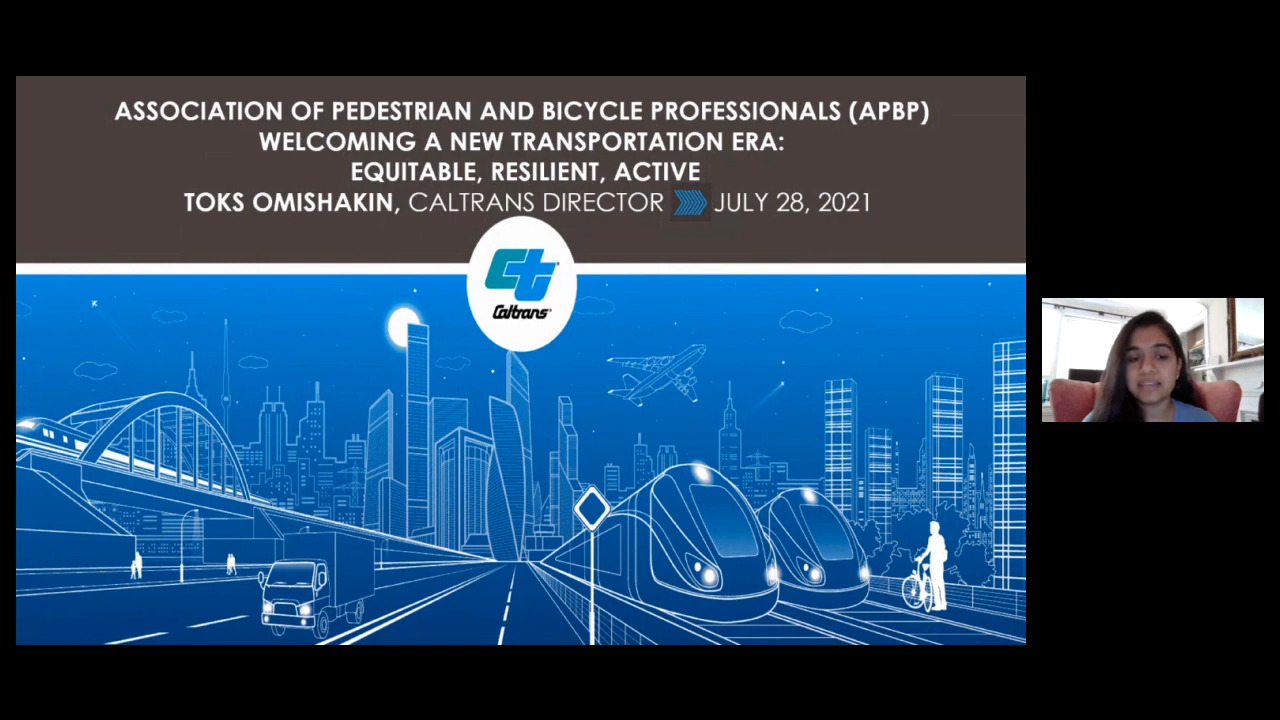 ASSOCIATION OF PEDESTRIAN AND BICYCLE PROFESSIONALS (APBP)
WELCOMING A NEW TRANSPORTATION ERA:
EQUITABLE, RESILIENT, ACTIVE
TOKS OMISHAKIN, CALTRANS DIRECTOR JULY 28, 2021
ct
Caltrans